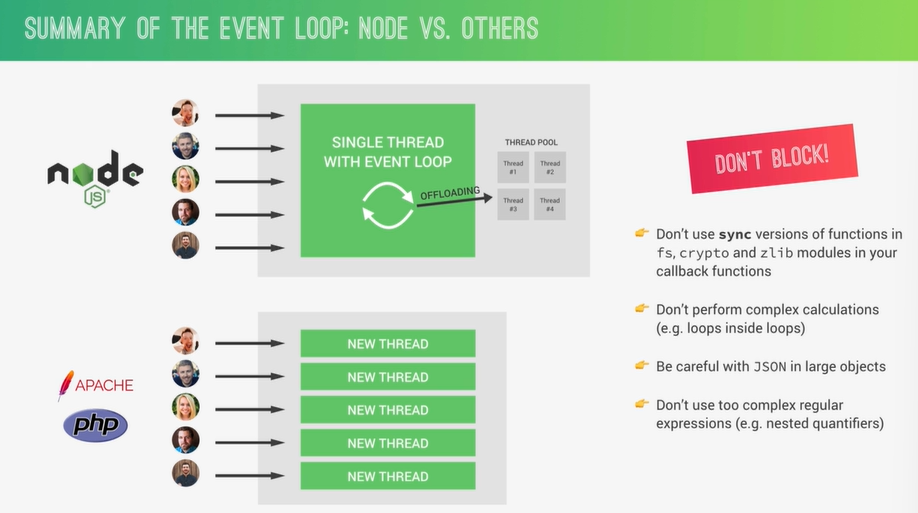 SUMMARY OF THE EVENT LOOP: NODE VS. OTHERS
node
JS
SINGLE THREAD
WITH EVENT LOOP
OFFLOADING
THREAD POOL
Thread
#1
Thread
#2
Thread
#3
Thread
#4
APACHE
php
NEW THREAD
NEW THREAD
NEW THREAD
NEW THREAD
NEW THREAD
DON'T BLOCK!
Don't use sync versions of functions in
fs, crypto and zlib modules in your
callback functions
Don't perform complex calculations
(e.g. loops inside loops)
Be careful with JSON in large objects
Don't use too complex regular
expressions (e.g. nested quantifiers)